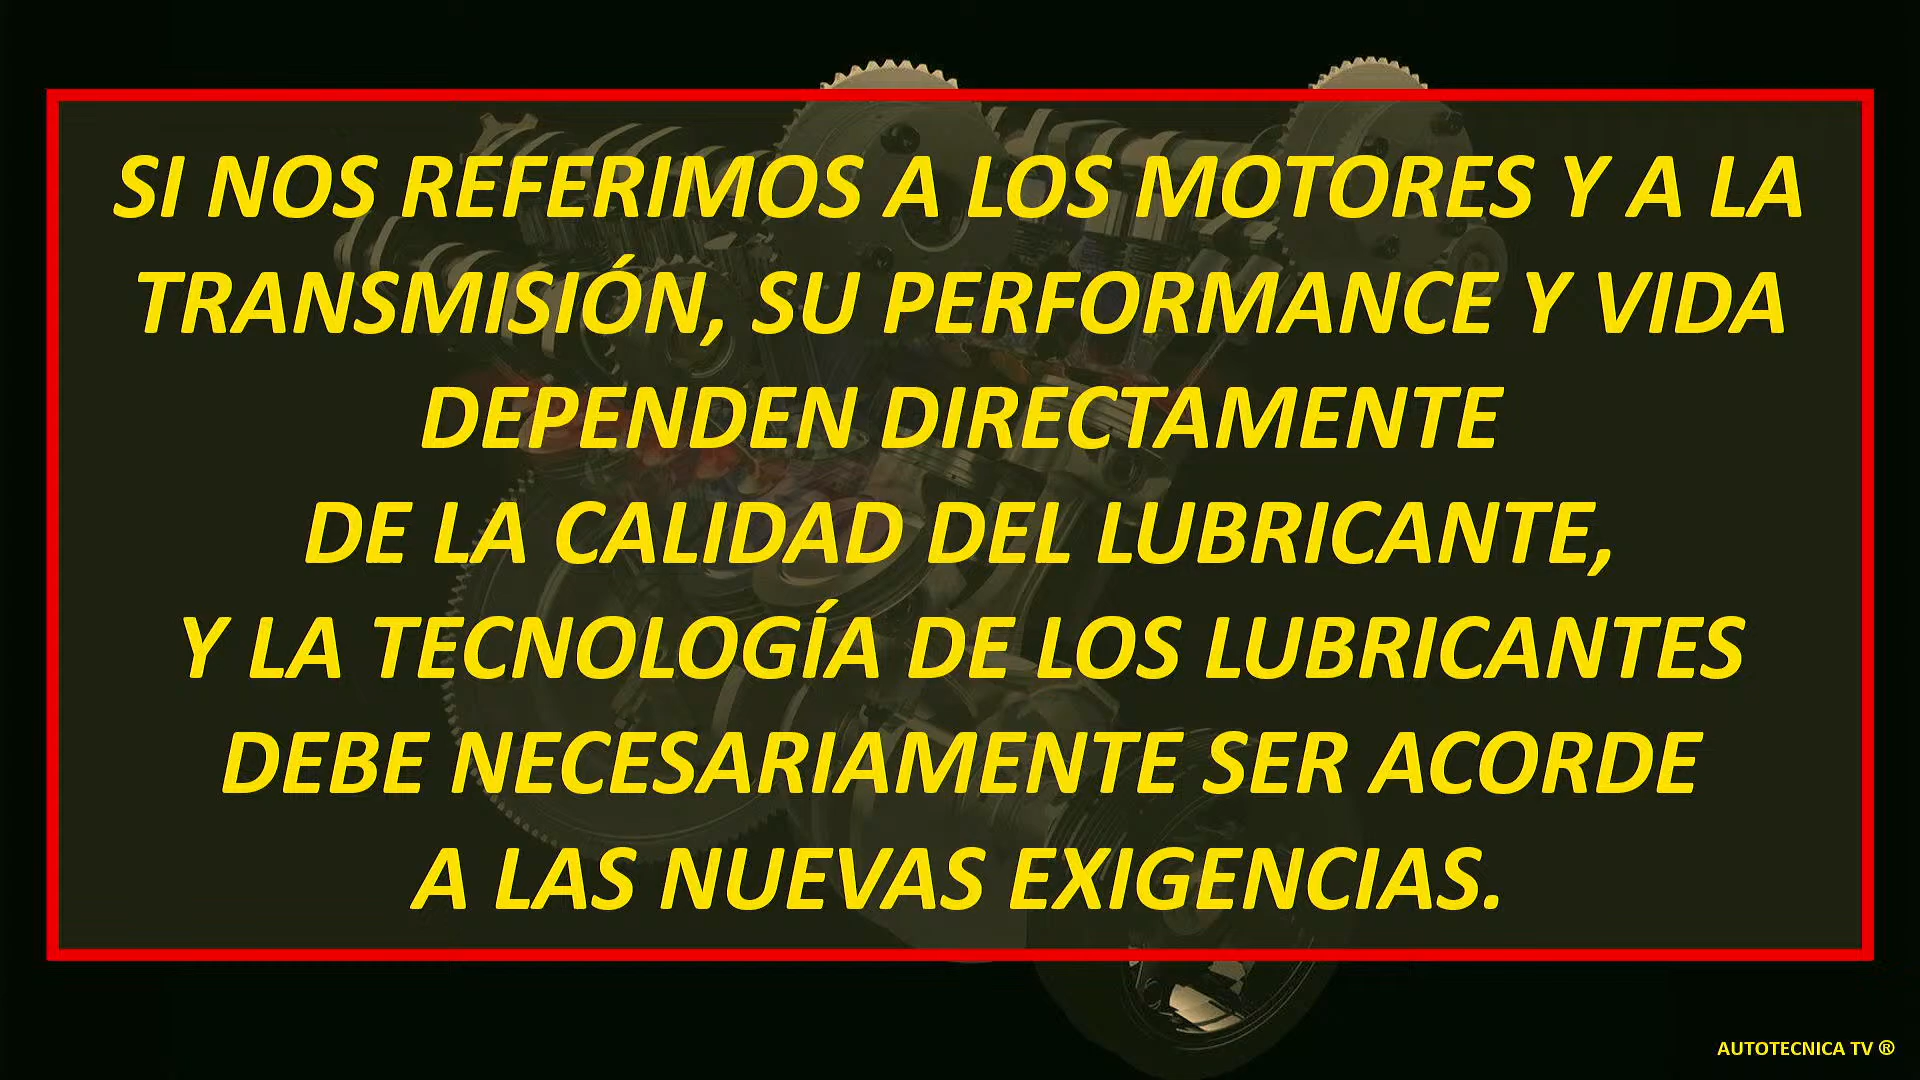 SI NOS REFERIMOS A LOS MOTORES Y A LA
TRANSMISIÓN, SU PERFORMANCE Y VIDA
DEPENDEN DIRECTAMENTE
DE LA CALIDAD DEL LUBRICANTE,
Y LA TECNOLOGÍA DE LOS LUBRICANTES
DEBE NECESARIAMENTE SER ACORDE
A LAS NUEVAS EXIGENCIAS.
AUTOTECNICA TV ®